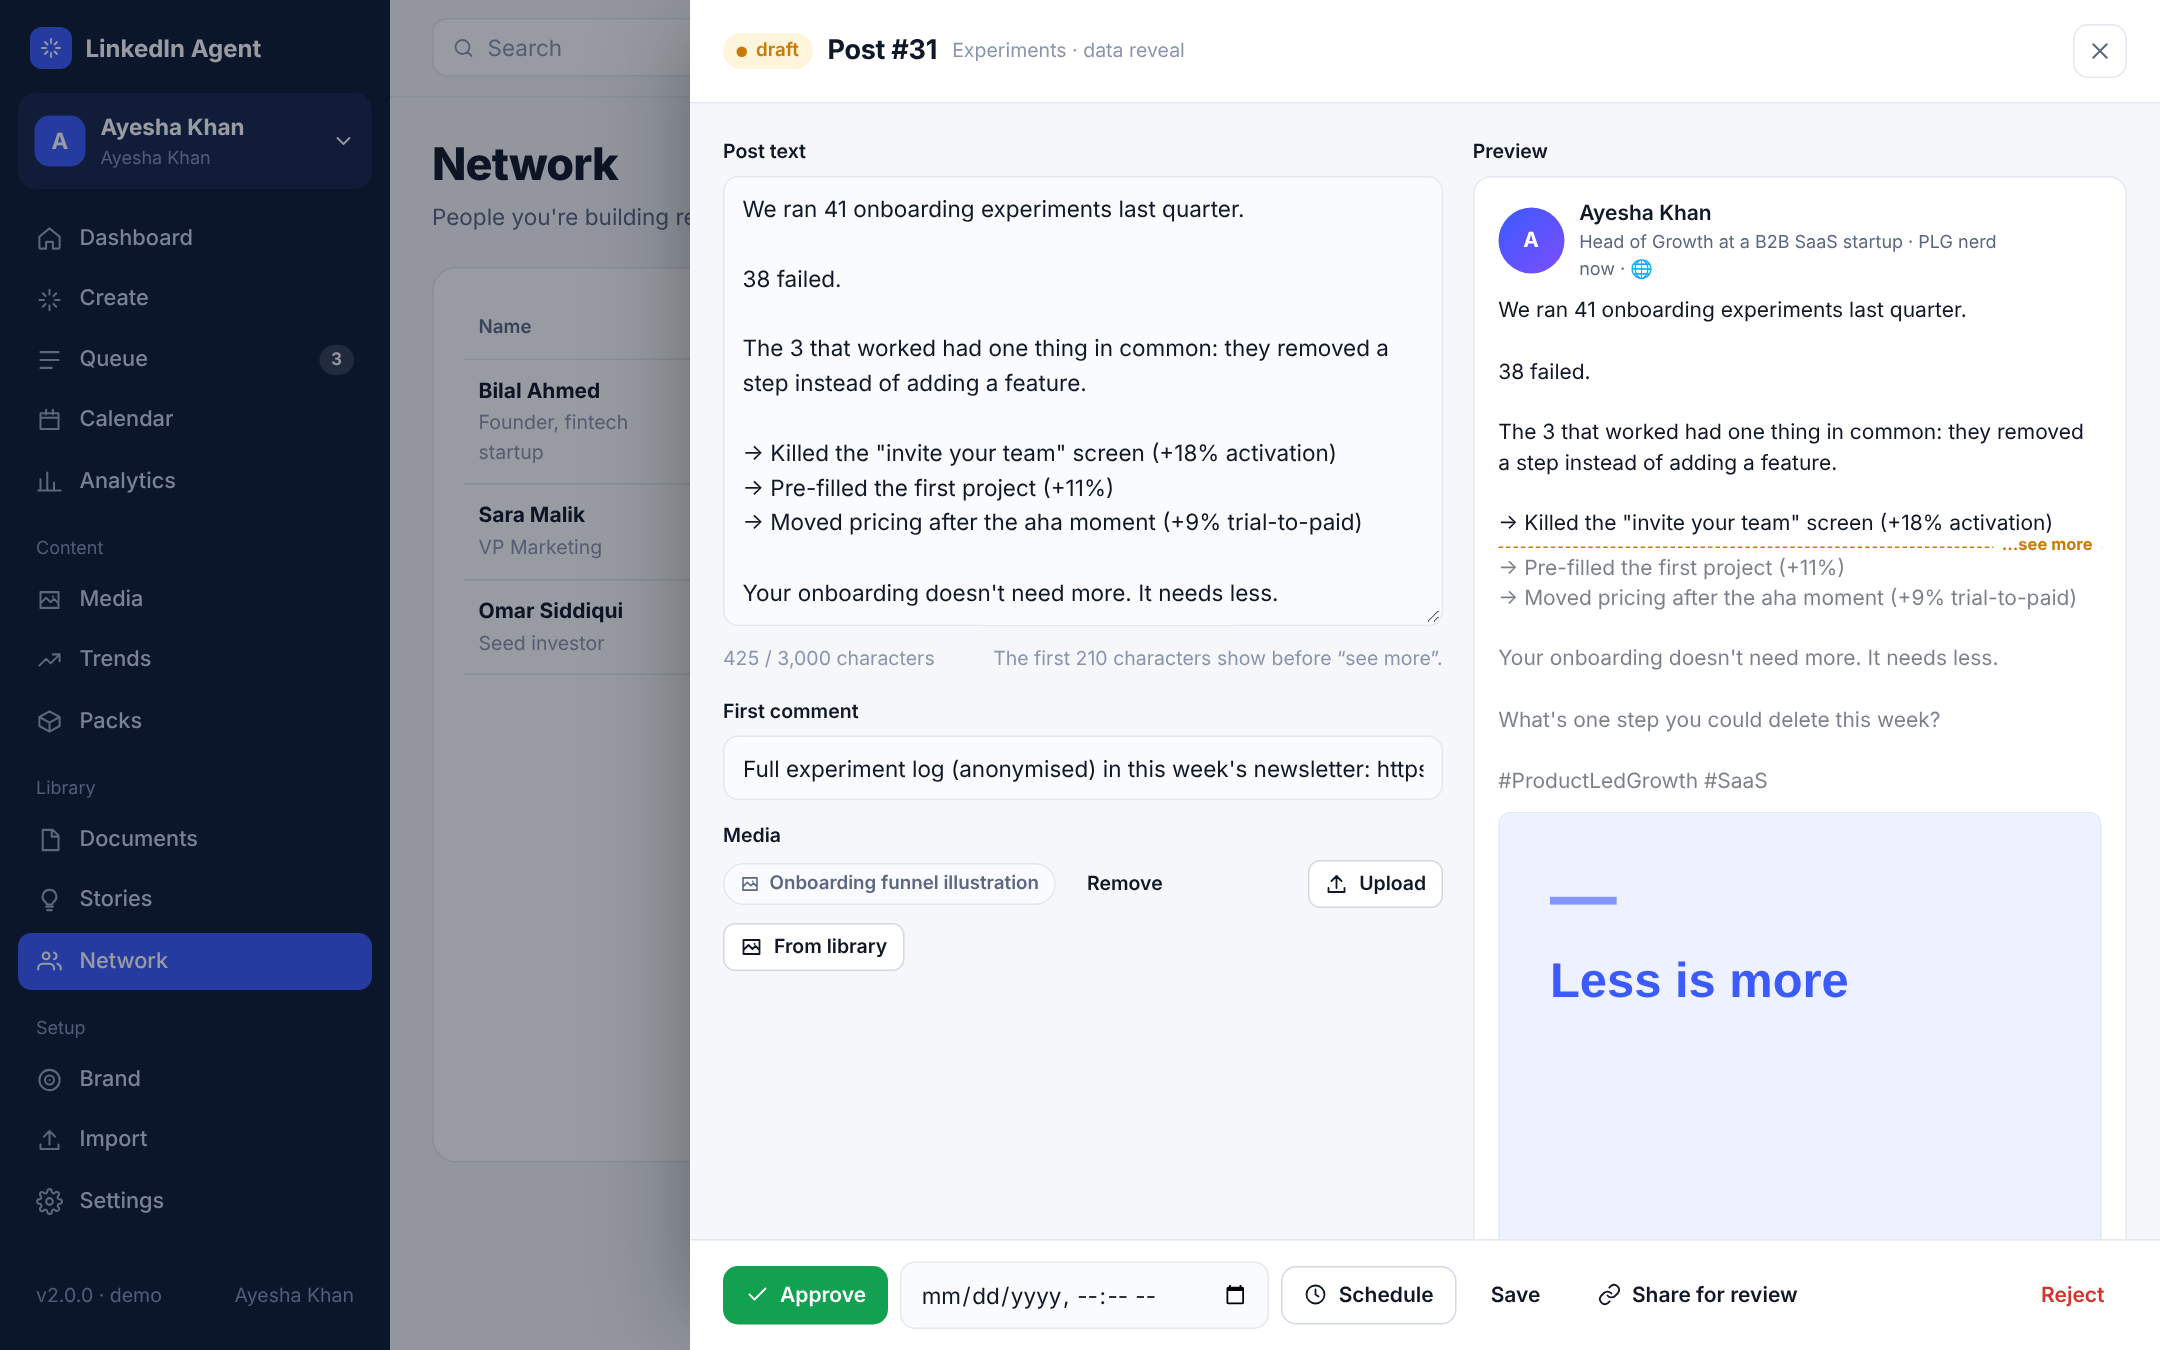 LinkedIn Agent
A
Ayesha Khan
Ayesha Khan
Dashboard
Create
Queue
3
Calendar
Analytics
Content
Media
Trends
Packs
Library
Documents
Stories
Network
Setup
Brand
Import
Settings
v2.0.0 · demo
Ayesha Khan
Search
Network
People you're building
Name
Bilal Ahmed
Founder, fintech
startup
Sara Malik
VP Marketing
Omar Siddiqui
Seed investor
draft
Post #31
Experiments · data reveal
Post text
We ran 41 onboarding experiments last quarter.
38 failed.
The 3 that worked had one thing in common: they removed a
step instead of adding a feature.
→ Killed the "invite your team" screen (+18% activation)
→ Pre-filled the first project (+11%)
→ Moved pricing after the aha moment (+9% trial-to-paid)
Your onboarding doesn't need more. It needs less.
425 / 3,000 characters
The first 210 characters show before “see more”.
First comment
Full experiment log (anonymised) in this week's newsletter: https
Media
Onboarding funnel illustration
Remove
Upload
From library
Preview
A
Ayesha Khan
Head of Growth at a B2B SaaS startup · PLG nerd
now · 🌐
We ran 41 onboarding experiments last quarter.
38 failed.
The 3 that worked had one thing in common: they removed
a step instead of adding a feature.
→ Killed the "invite your team" screen (+18% activation)
...see more
→ Pre-filled the first project (+11%)
→ Moved pricing after the aha moment (+9% trial-to-paid)
Your onboarding doesn't need more. It needs less.
What's one step you could delete this week?
#ProductLedGrowth #SaaS
Less is more
Approve
mm/dd/yyyy, --:-- --
Schedule
Save
Share for review
Reject